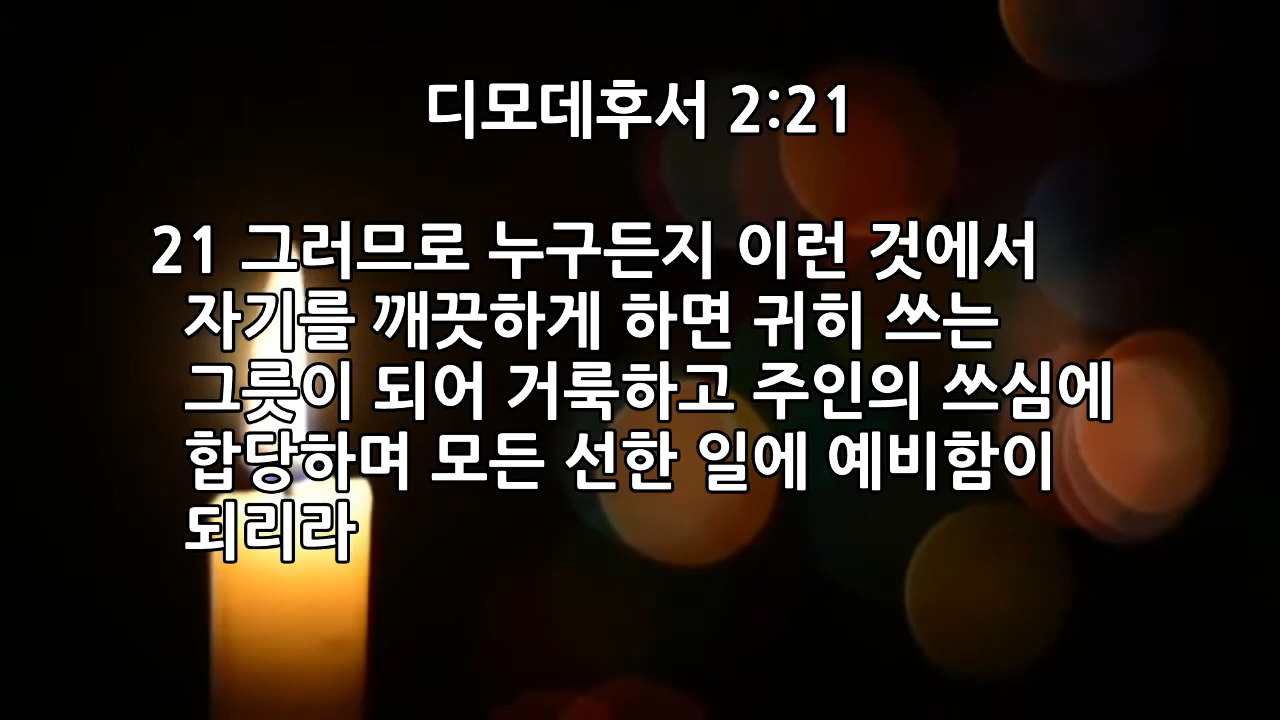 디모데후서 2:21
21 그러므로 누구든지 이런 것에서
자기를 깨끗하게 하면 귀히 쓰는
그릇이 되어 거룩하고 주인의 쓰심에
합당하며 모든 선한 일에 예비함이
되리라